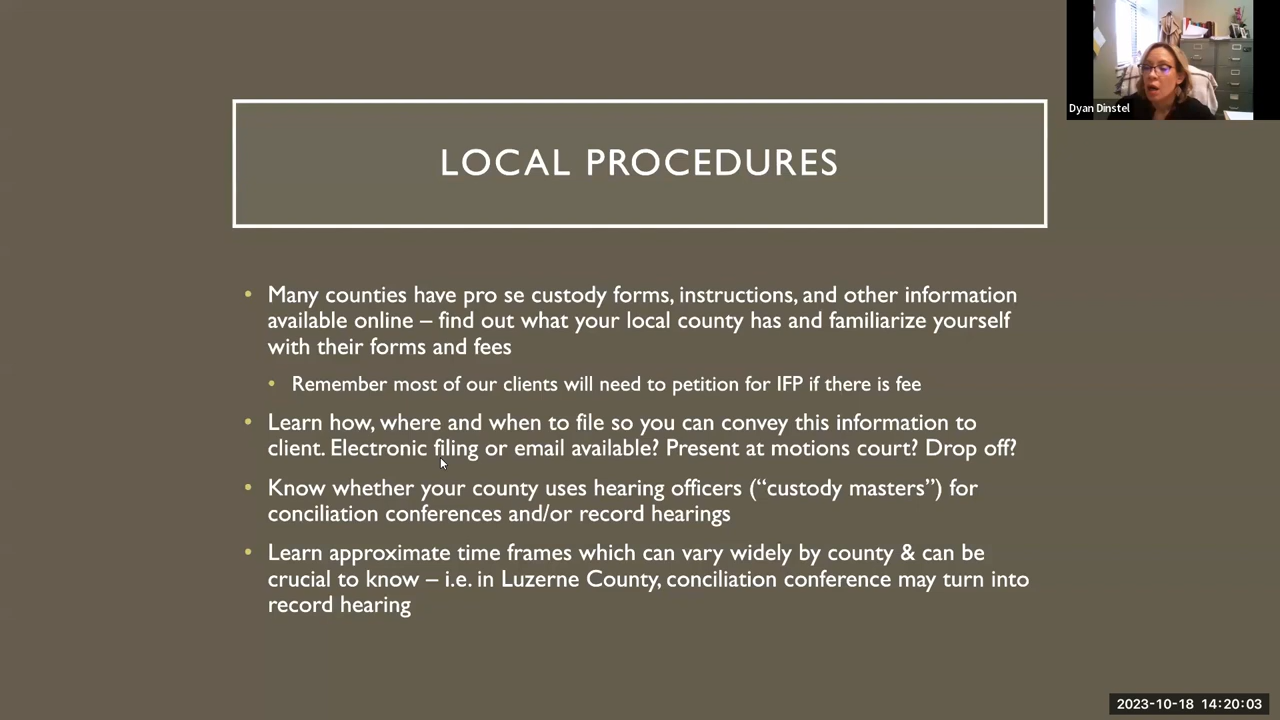 Dyan Dinstel
LOCAL PROCEDURES
• Many counties have pro se custody forms, instructions, and other information
available online – find out what your local county has and familiarize yourself
with their forms and fees
• Remember most of our clients will need to petition for IFP if there is fee
• Learn how, where and when to file so you can convey this information to
client. Electronic filing or email available? Present at motions court? Drop off?
• Know whether your county uses hearing officers (“custody masters”) for
conciliation conferences and/or record hearings
• Learn approximate time frames which can vary widely by county & can be
crucial to know – i.e. in Luzerne County, conciliation conference may turn into
record hearing
2023-10-18 14:20:03